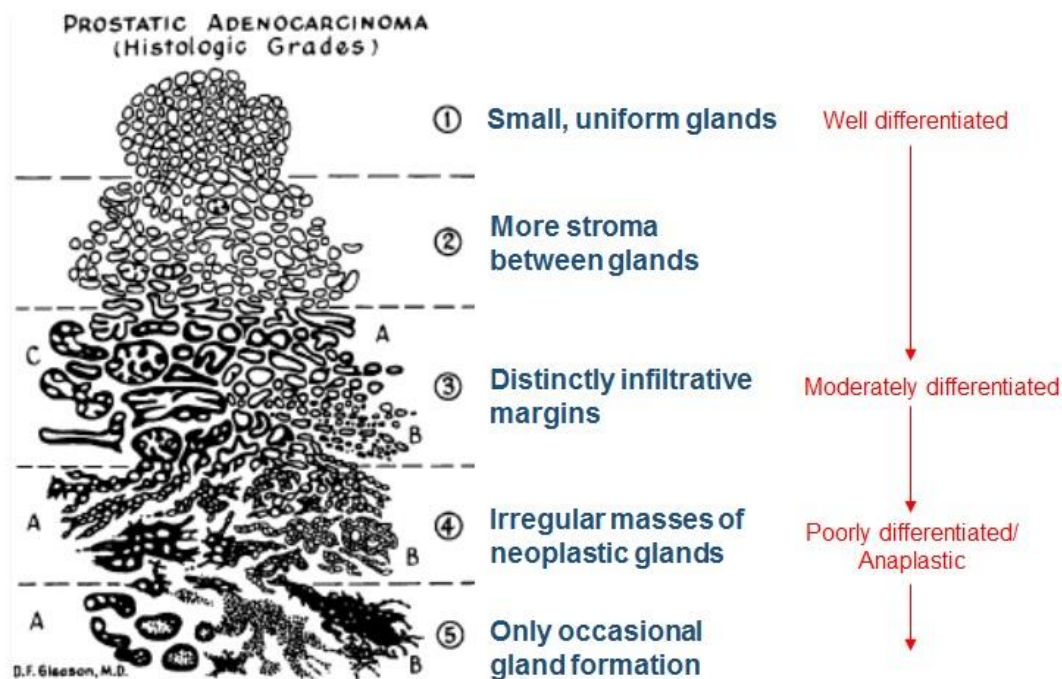 PROSTATIC ADENOCARCINOMA
(Histologic Grades)
① Small, uniform glands
Well differentiated
② More stroma
between glands
A
C
③ Distinctly infiltrative
margins
Moderately differentiated
B
A
④ Irregular masses of
neoplastic glands
Poorly differentiated/
Anaplastic
B
A
⑤ Only occasional
gland formation
B
D.F. Gleason, M.D.